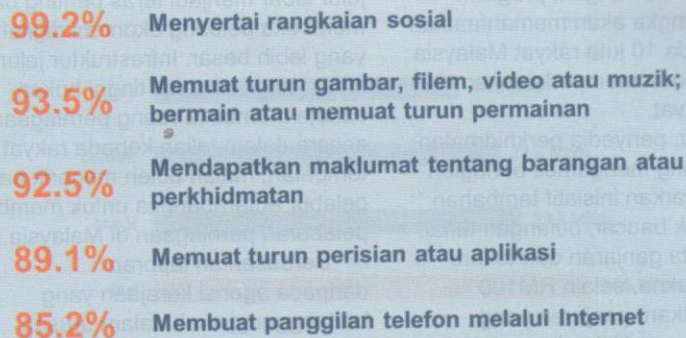 99.2% Menyertai rangkaian sosial
93.5% Memuat turun gambar, filem, video atau muzik;
bermain atau memuat turun permainan
92.5% Mendapatkan maklumat tentang barangan atau
perkhidmatan
89.1% Memuat turun perisian atau aplikasi
85.2% Membuat panggilan telefon melalui Internet